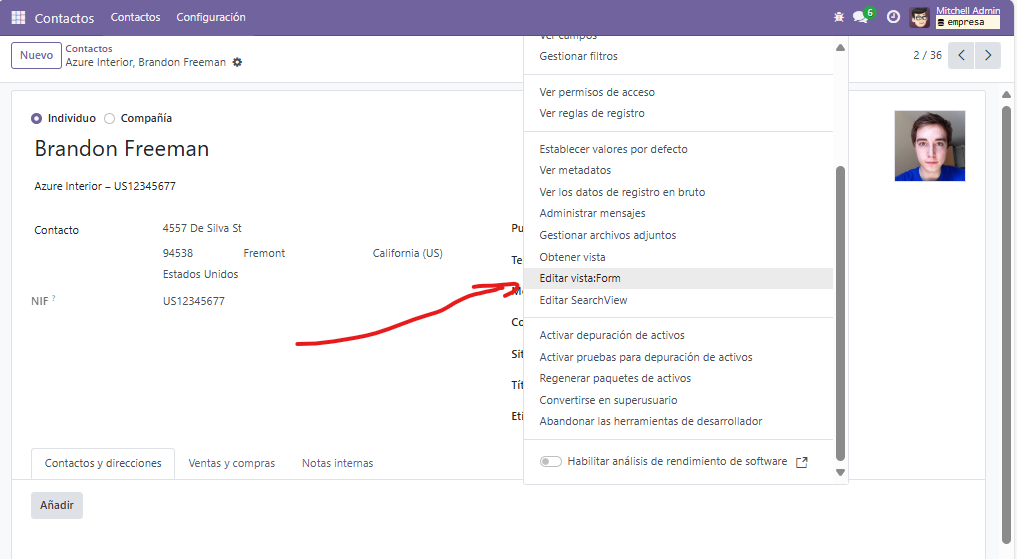 Contactos Contactos Configuración 6 Mitchell Admin
empresa
Nuevo Contactos
Azure Interior, Brandon Freeman
2 / 36
Individuo Compañía
Brandon Freeman
Azure Interior – US12345677
Contacto 4557 De Silva St
94538 Fremont California (US)
Estados Unidos
NIF ? US12345677
Pu
Te
Mó
Co
Sit
Tít
Eti
Ver campos
Gestionar filtros
Ver permisos de acceso
Ver reglas de registro
Establecer valores por defecto
Ver metadatos
Ver los datos de registro en bruto
Administrar mensajes
Gestionar archivos adjuntos
Obtener vista
Editar vista:Form
Editar SearchView
Activar depuración de activos
Activar pruebas para depuración de activos
Regenerar paquetes de activos
Convertirse en superusuario
Abandonar las herramientas de desarrollador
Habilitar análisis de rendimiento de software
Contactos y direcciones Ventas y compras Notas internas
Añadir